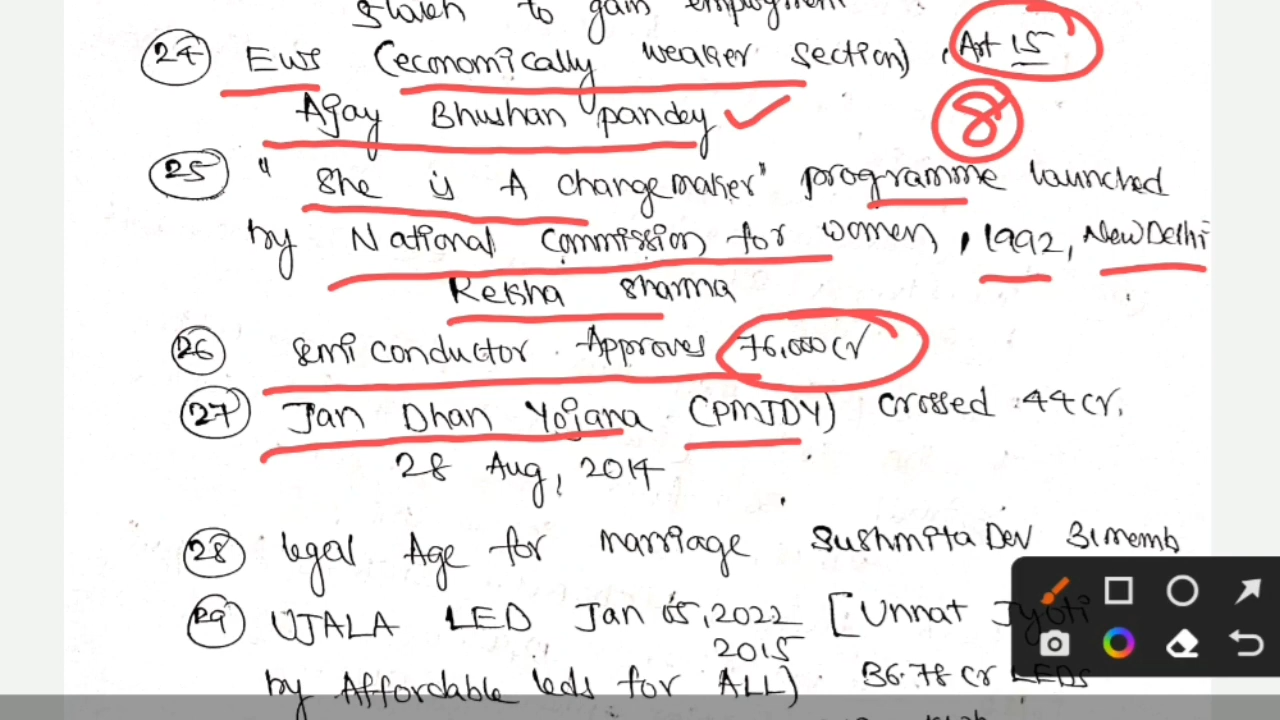 to gain employment
24 EWS (economically weaker section), Art 15
Ajay Bhushan pandey 8
25 "She is A changemaker" programme launched
by National Commission for women, 1992, New Delhi
Rekha Sharma
26 semi conductor Approves 76,000 cr
27 Jan Dhan Yojana (PMJDY) crossed 44 cr.
28 Aug, 2014
28 legal Age for marriage Sushmita Dev 31 memb
29 UJALA LED Jan 05, 2022 [Unnat Jyoti
2015
by Affordable leds for ALL) 36.78 cr LEDs